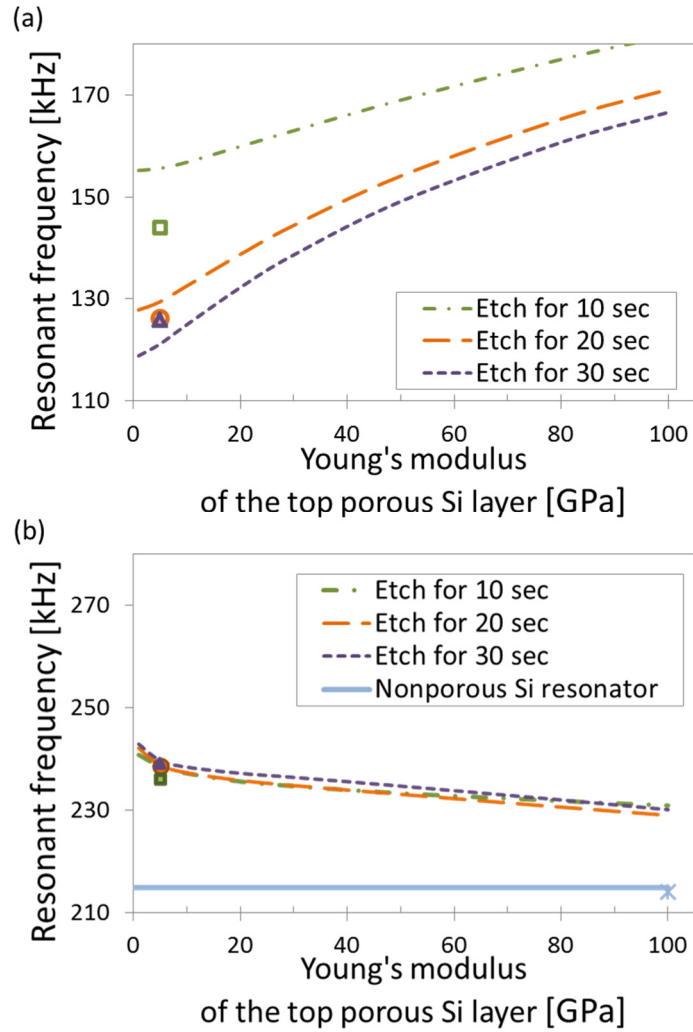 (a)
Resonant frequency [kHz]
170
150
130
110
Etch for 10 sec
Etch for 20 sec
Etch for 30 sec
0 20 40 60 80 100
Young's modulus
of the top porous Si layer [GPa]
(b)
Resonant frequency [kHz]
270
250
230
210
Etch for 10 sec
Etch for 20 sec
Etch for 30 sec
Nonporous Si resonator
0 20 40 60 80 100
Young's modulus
of the top porous Si layer [GPa]